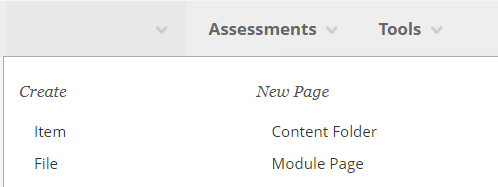 Assessments Tools
Create New Page
Item Content Folder
File Module Page